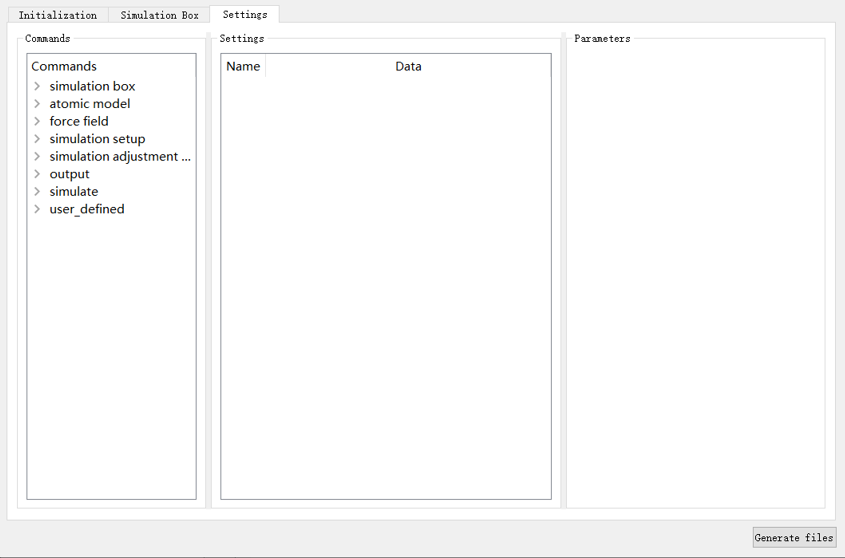 Initialization
Simulation Box
Settings
Commands
Settings
Parameters
Commands
Name
Data
simulation box
atomic model
force field
simulation setup
simulation adjustment ...
output
simulate
user_defined
Generate files